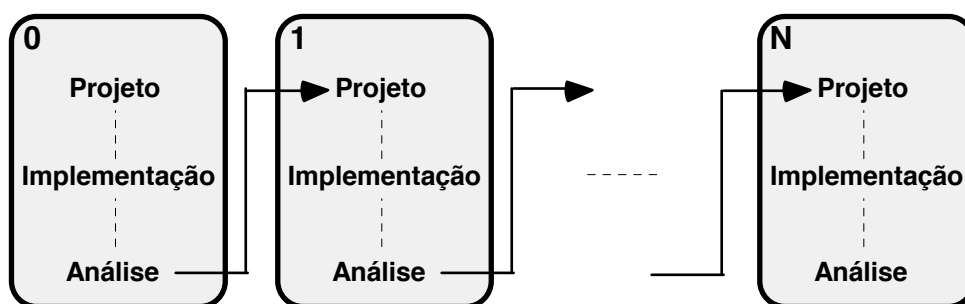 0
Projeto
Implementação
Análise
1
Projeto
Implementação
Análise
N
Projeto
Implementação
Análise